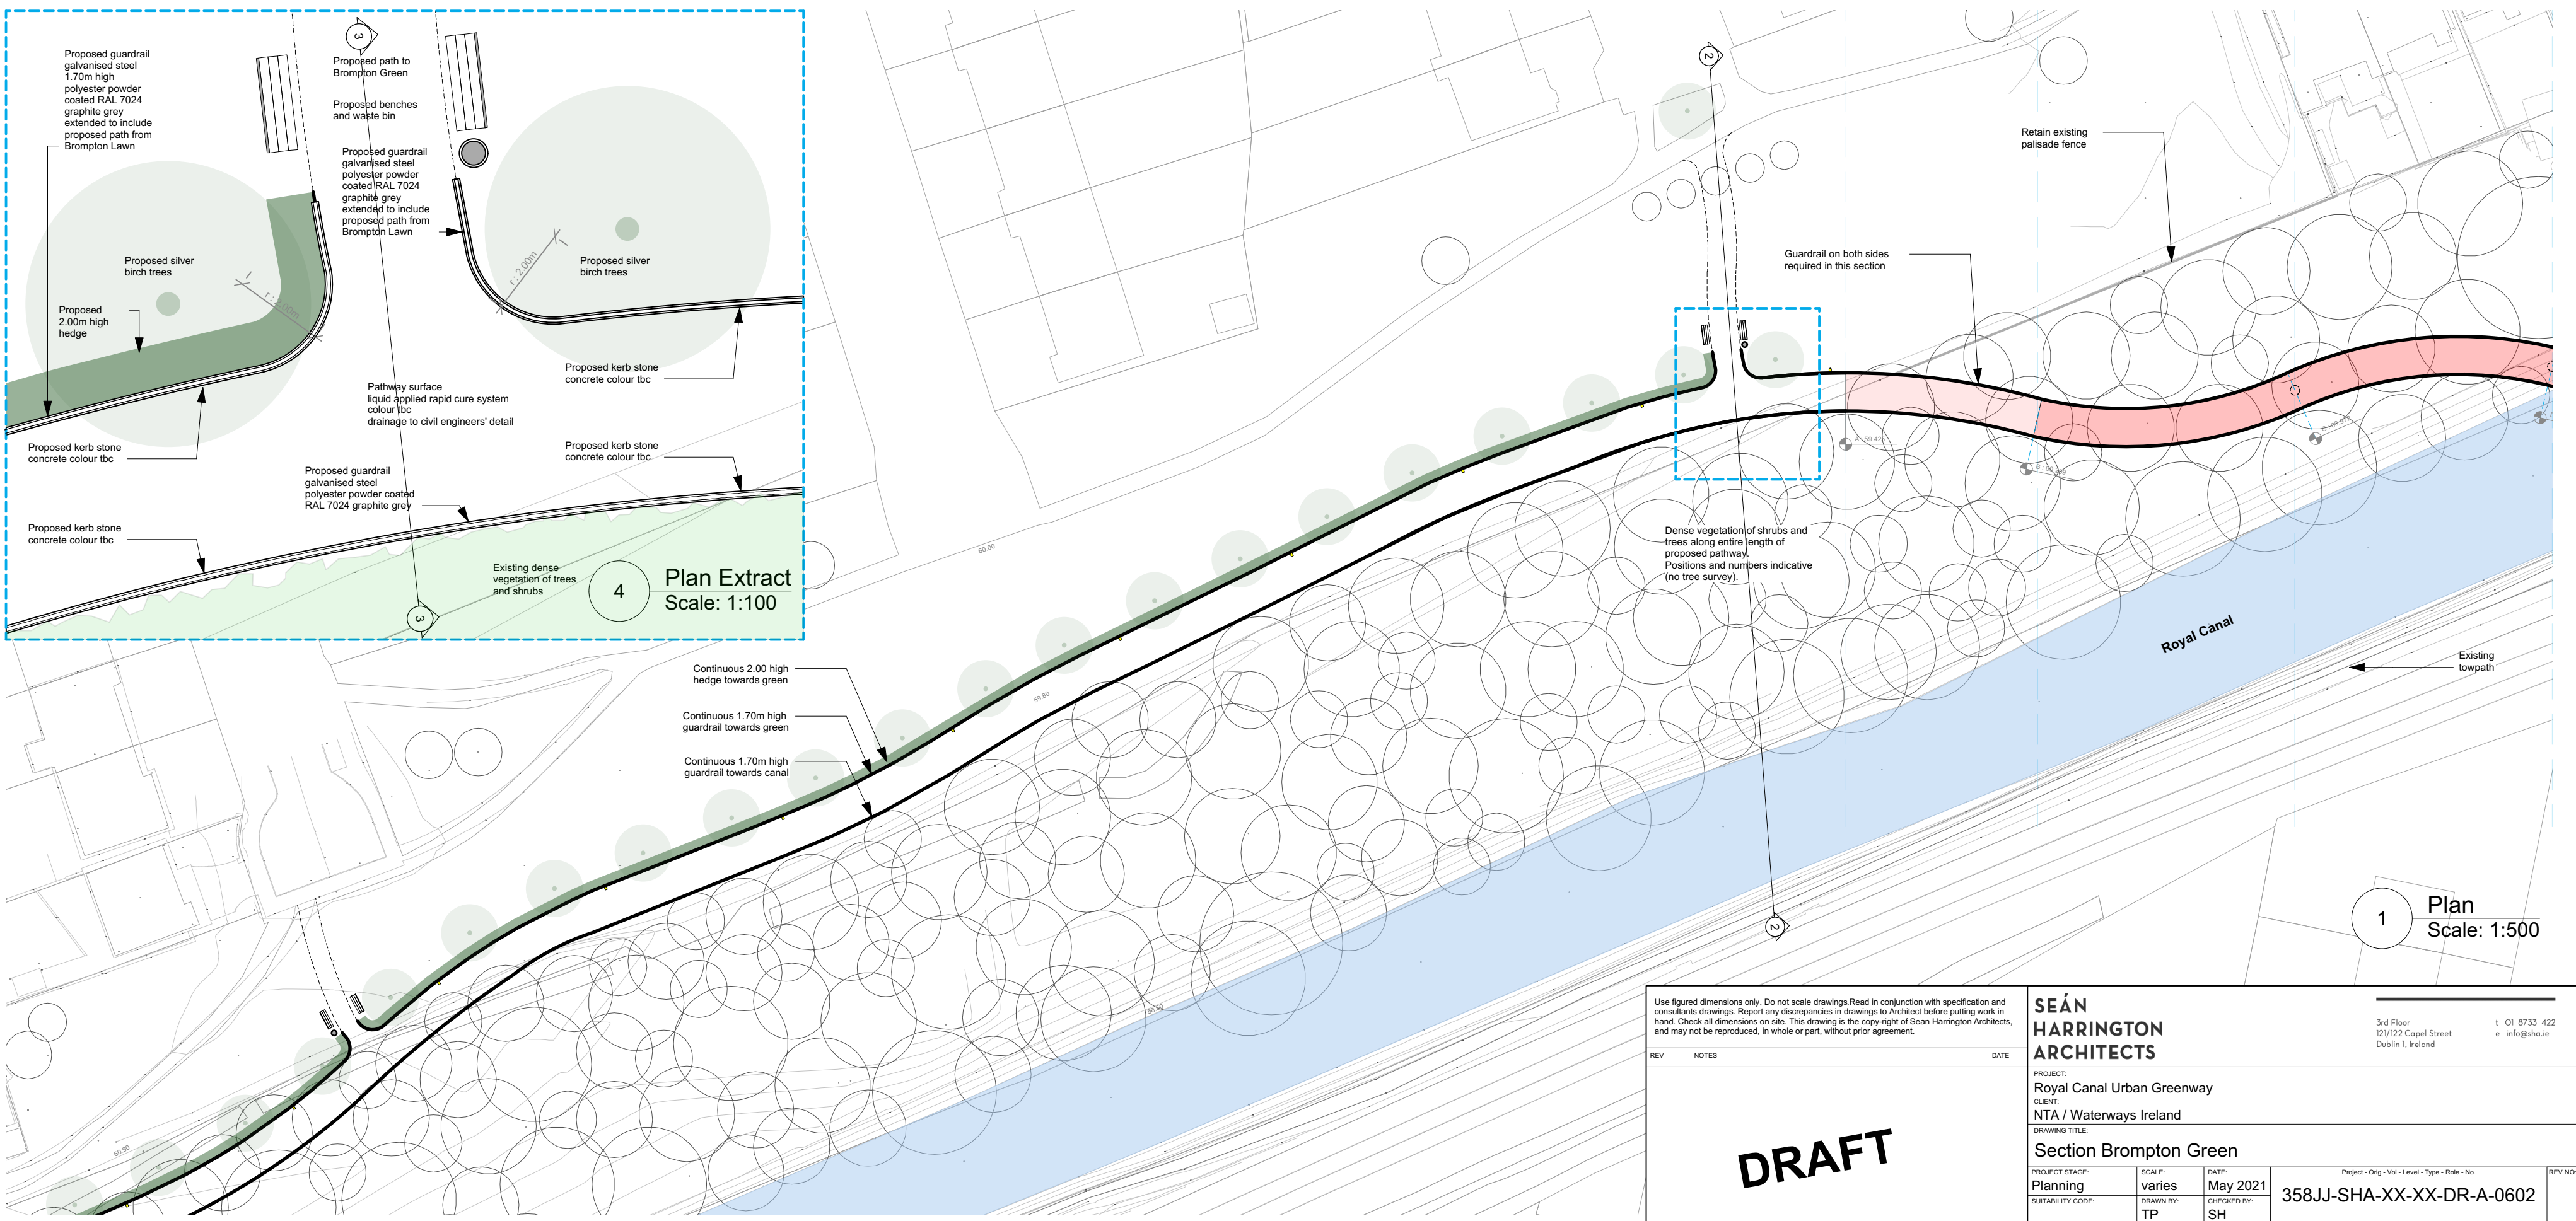 Proposed guardrail
galvanised steel
1.70m high
polyester powder
coated RAL 7024
graphite grey
extended to include
proposed path from
Brompton Lawn
3
Proposed path to
Brompton Green
Proposed benches
and waste bin
Proposed guardrail
galvanised steel
polyester powder
coated RAL 7024
graphite grey
extended to include
proposed path from
Brompton Lawn
Proposed silver
birch trees
r : 2.00m
Proposed
2.00m high
hedge
r : 2.00m
Proposed silver
birch trees
Proposed kerb stone
concrete colour tbc
Pathway surface
liquid applied rapid cure system
colour tbc
drainage to civil engineers' detail
Proposed kerb stone
concrete colour tbc
Proposed kerb stone
concrete colour tbc
Proposed guardrail
galvanised steel
polyester powder coated
RAL 7024 graphite grey
Proposed kerb stone
concrete colour tbc
Existing dense
vegetation of trees
and shrubs
3
4
Plan Extract
Scale: 1:100
2
Retain existing
palisade fence
Guardrail on both sides
required in this section
A : 59.425
60.00
Dense vegetation of shrubs and
trees along entire length of
proposed pathway.
Positions and numbers indicative
(no tree survey).
Royal Canal
Existing
towpath
Continuous 2.00 high
hedge towards green
59.80
Continuous 1.70m high
guardrail towards green
Continuous 1.70m high
guardrail towards canal
2
60.90
1
Plan
Scale: 1:500
Use figured dimensions only. Do not scale drawings.Read in conjunction with specification and
consultants drawings. Report any discrepancies in drawings to Architect before putting work in
hand. Check all dimensions on site. This drawing is the copy-right of Sean Harrington Architects,
and may not be reproduced, in whole or part, without prior agreement.
REV NOTES DATE
DRAFT
SEÁN
HARRINGTON
ARCHITECTS
3rd Floor
121/122 Capel Street
Dublin 1, Ireland
t 01 8733 422
e info@sha.ie
PROJECT:
Royal Canal Urban Greenway
CLIENT:
NTA / Waterways Ireland
DRAWING TITLE:
Section Brompton Green
PROJECT STAGE:
Planning
SCALE:
varies
DATE:
May 2021
Project - Orig - Vol - Level - Type - Role - No.
358JJ-SHA-XX-XX-DR-A-0602
REV NO:
SUITABILITY CODE:
DRAWN BY:
TP
CHECKED BY:
SH